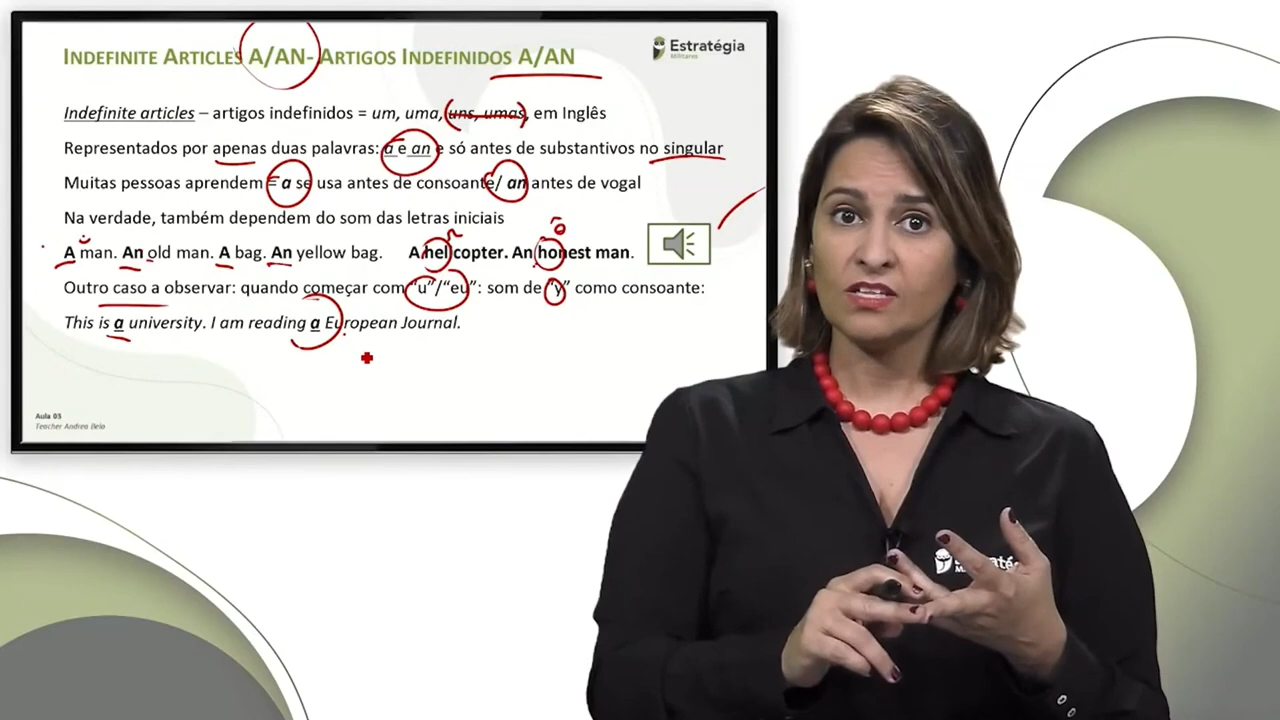 INDEFINITE ARTICLES A/AN- ARTIGOS INDEFINIDOS A/AN
Estratégia
Militares
Indefinite articles – artigos indefinidos = um, uma, uns, umas, em Inglês
Representados por apenas duas palavras: a e an e só antes de substantivos no singular
Muitas pessoas aprendem = a se usa antes de consoante/ an antes de vogal
Na verdade, também dependem do som das letras iniciais
A man. An old man. A bag. An yellow bag. A helicopter. An honest man.
Outro caso a observar: quando começar com "u"/"eu": som de "y" como consoante:
This is a university. I am reading a European Journal.
Aula 03
Teacher Andrea Belo